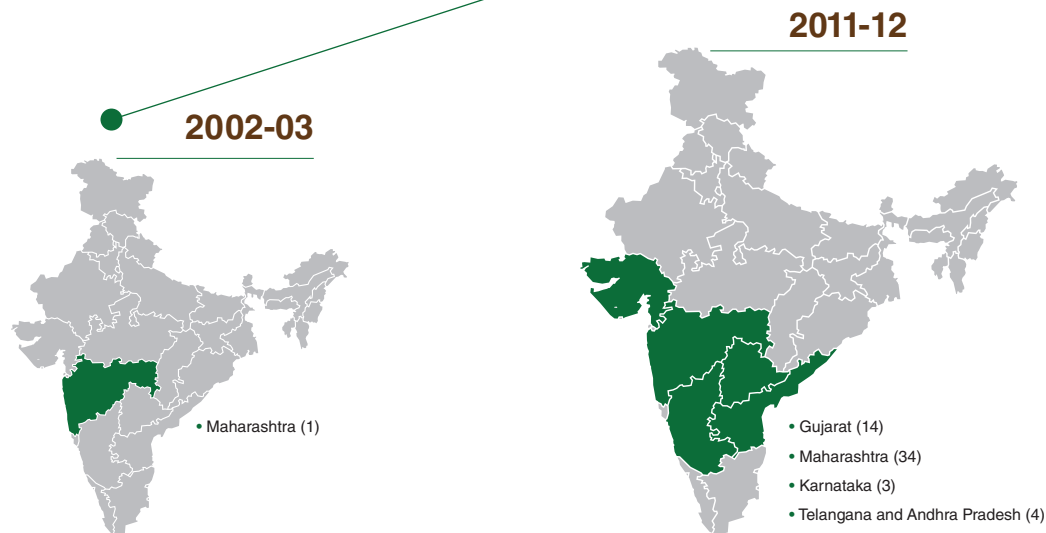 2002-03
• Maharashtra (1)
2011-12
• Gujarat (14)
• Maharashtra (34)
• Karnataka (3)
• Telangana and Andhra Pradesh (4)